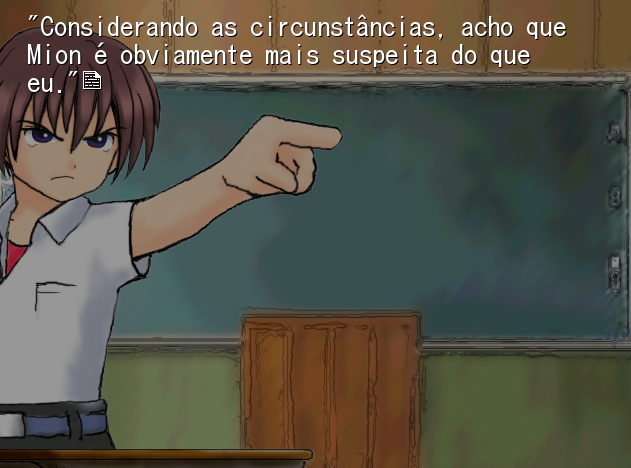 "Considerando as circunstâncias, acho que
Mion é obviamente mais suspeita do que
eu."